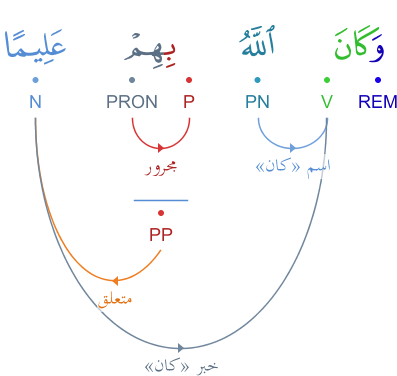 وَكَانَ ٱللَّهُ بِهِمْ عَلِيمًا
REM V PN P PRON N
اسم «كان»
مجرور
PP
متعلق
خبر «كان»